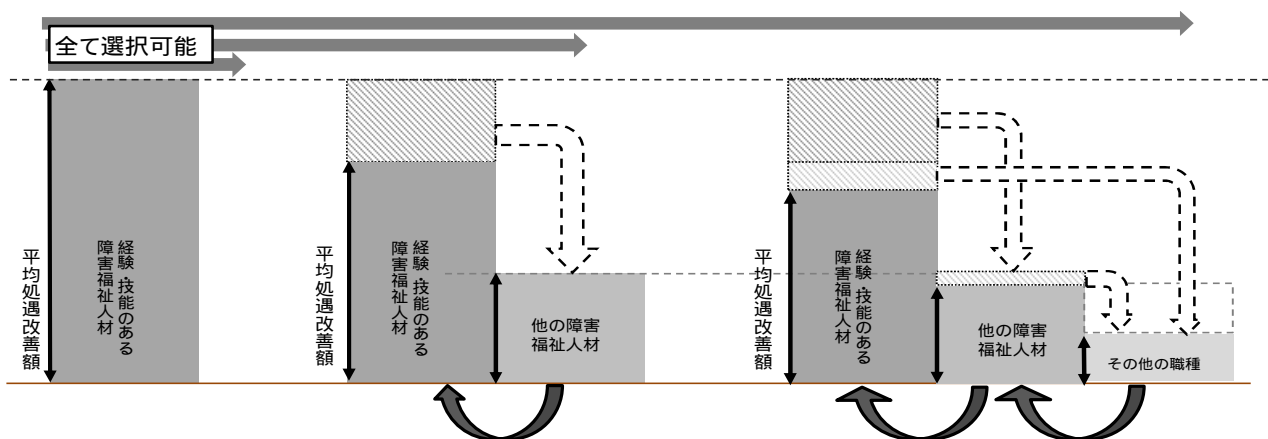 全て選択可能
平均処遇改善額
経験・技能のある
障害福祉人材
平均処遇改善額
経験・技能のある
障害福祉人材
他の障害
福祉人材
平均処遇改善額
経験・技能のある
障害福祉人材
他の障害
福祉人材
その他の職種